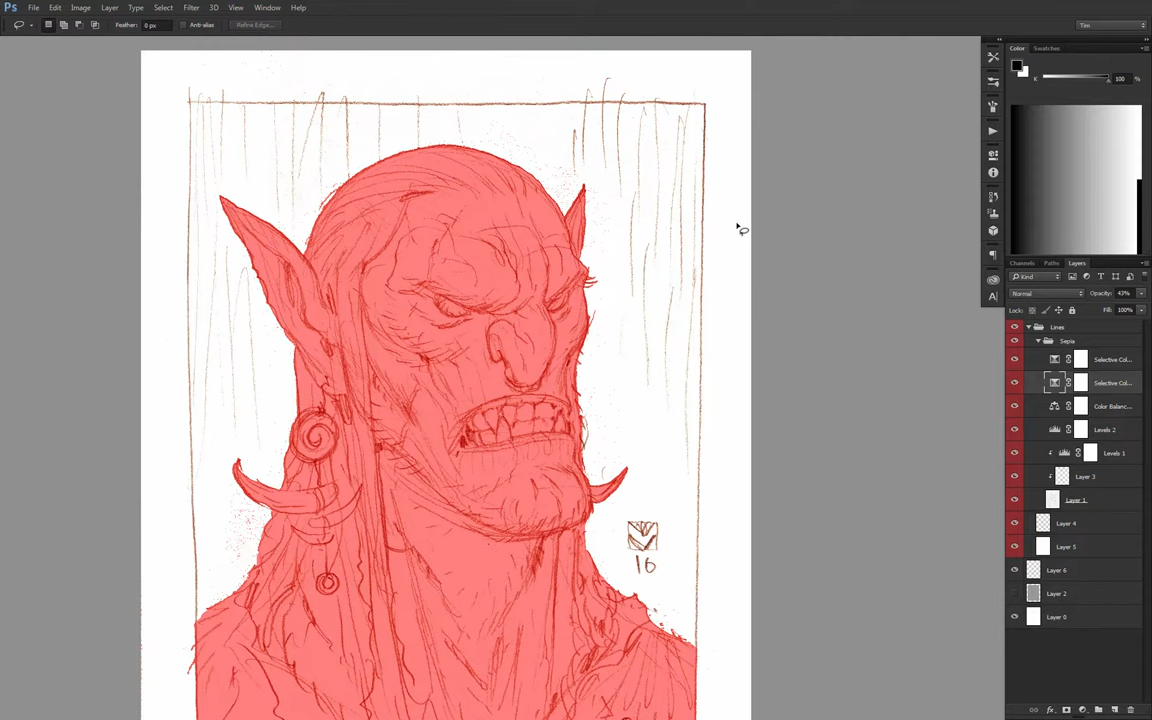 Ps File Edit Image Layer Type Select Filter 3D View Window Help
Feather: 0 px Anti-alias Refine Edge... Tim
Color Swatches
K 100 %
Channels Paths Layers
Kind
Normal Opacity: 43%
Lock: Fill: 100%
Lines
Sepia
Selective Col...
Selective Col...
Color Balanc...
Levels 2
Levels 1
Layer 3
Layer 1
Layer 4
Layer 5
Layer 6
Layer 2
Layer 0
16
fx